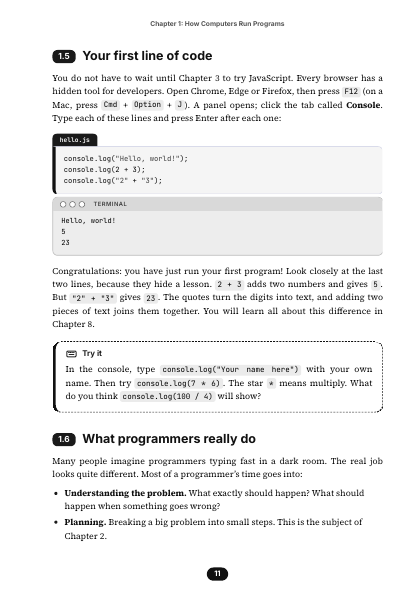 Chapter 1: How Computers Run Programs
1.5 Your first line of code
You do not have to wait until Chapter 3 to try JavaScript. Every browser has a
hidden tool for developers. Open Chrome, Edge or Firefox, then press F12 (on a
Mac, press Cmd + Option + J). A panel opens; click the tab called Console.
Type each of these lines and press Enter after each one:
hello.js
console.log("Hello, world!");
console.log(2 + 3);
console.log("2" + "3");
TERMINAL
Hello, world!
5
23
Congratulations: you have just run your first program! Look closely at the last
two lines, because they hide a lesson. 2 + 3 adds two numbers and gives 5.
But "2" + "3" gives 23. The quotes turn the digits into text, and adding two
pieces of text joins them together. You will learn all about this difference in
Chapter 8.
Try it
In the console, type console.log("Your name here") with your own
name. Then try console.log(7 * 6). The star * means multiply. What
do you think console.log(100 / 4) will show?
1.6 What programmers really do
Many people imagine programmers typing fast in a dark room. The real job
looks quite different. Most of a programmer's time goes into:
• Understanding the problem. What exactly should happen? What should
happen when something goes wrong?
• Planning. Breaking a big problem into small steps. This is the subject of
Chapter 2.
11